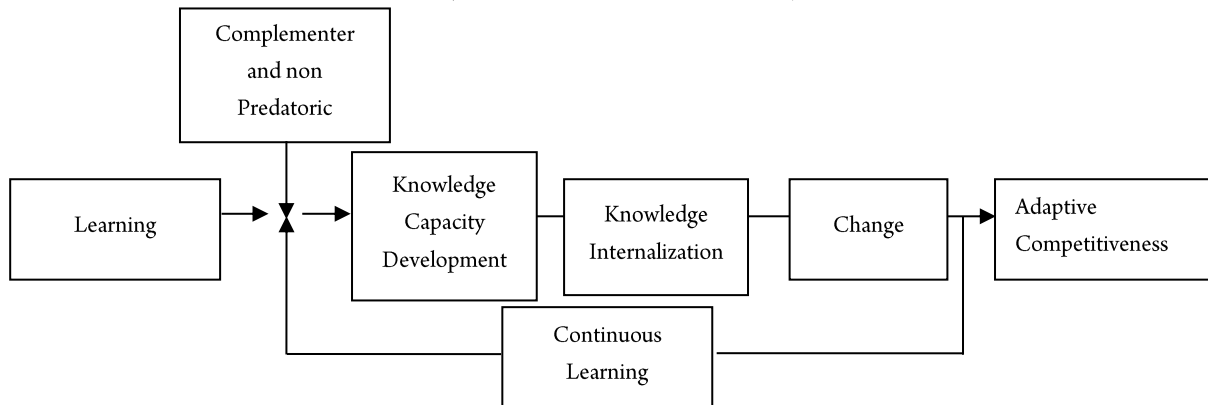 Complementer
and non
Predatoric
Learning
Knowledge
Capacity
Development
Knowledge
Internalization
Change
Adaptive
Competitiveness
Continuous
Learning